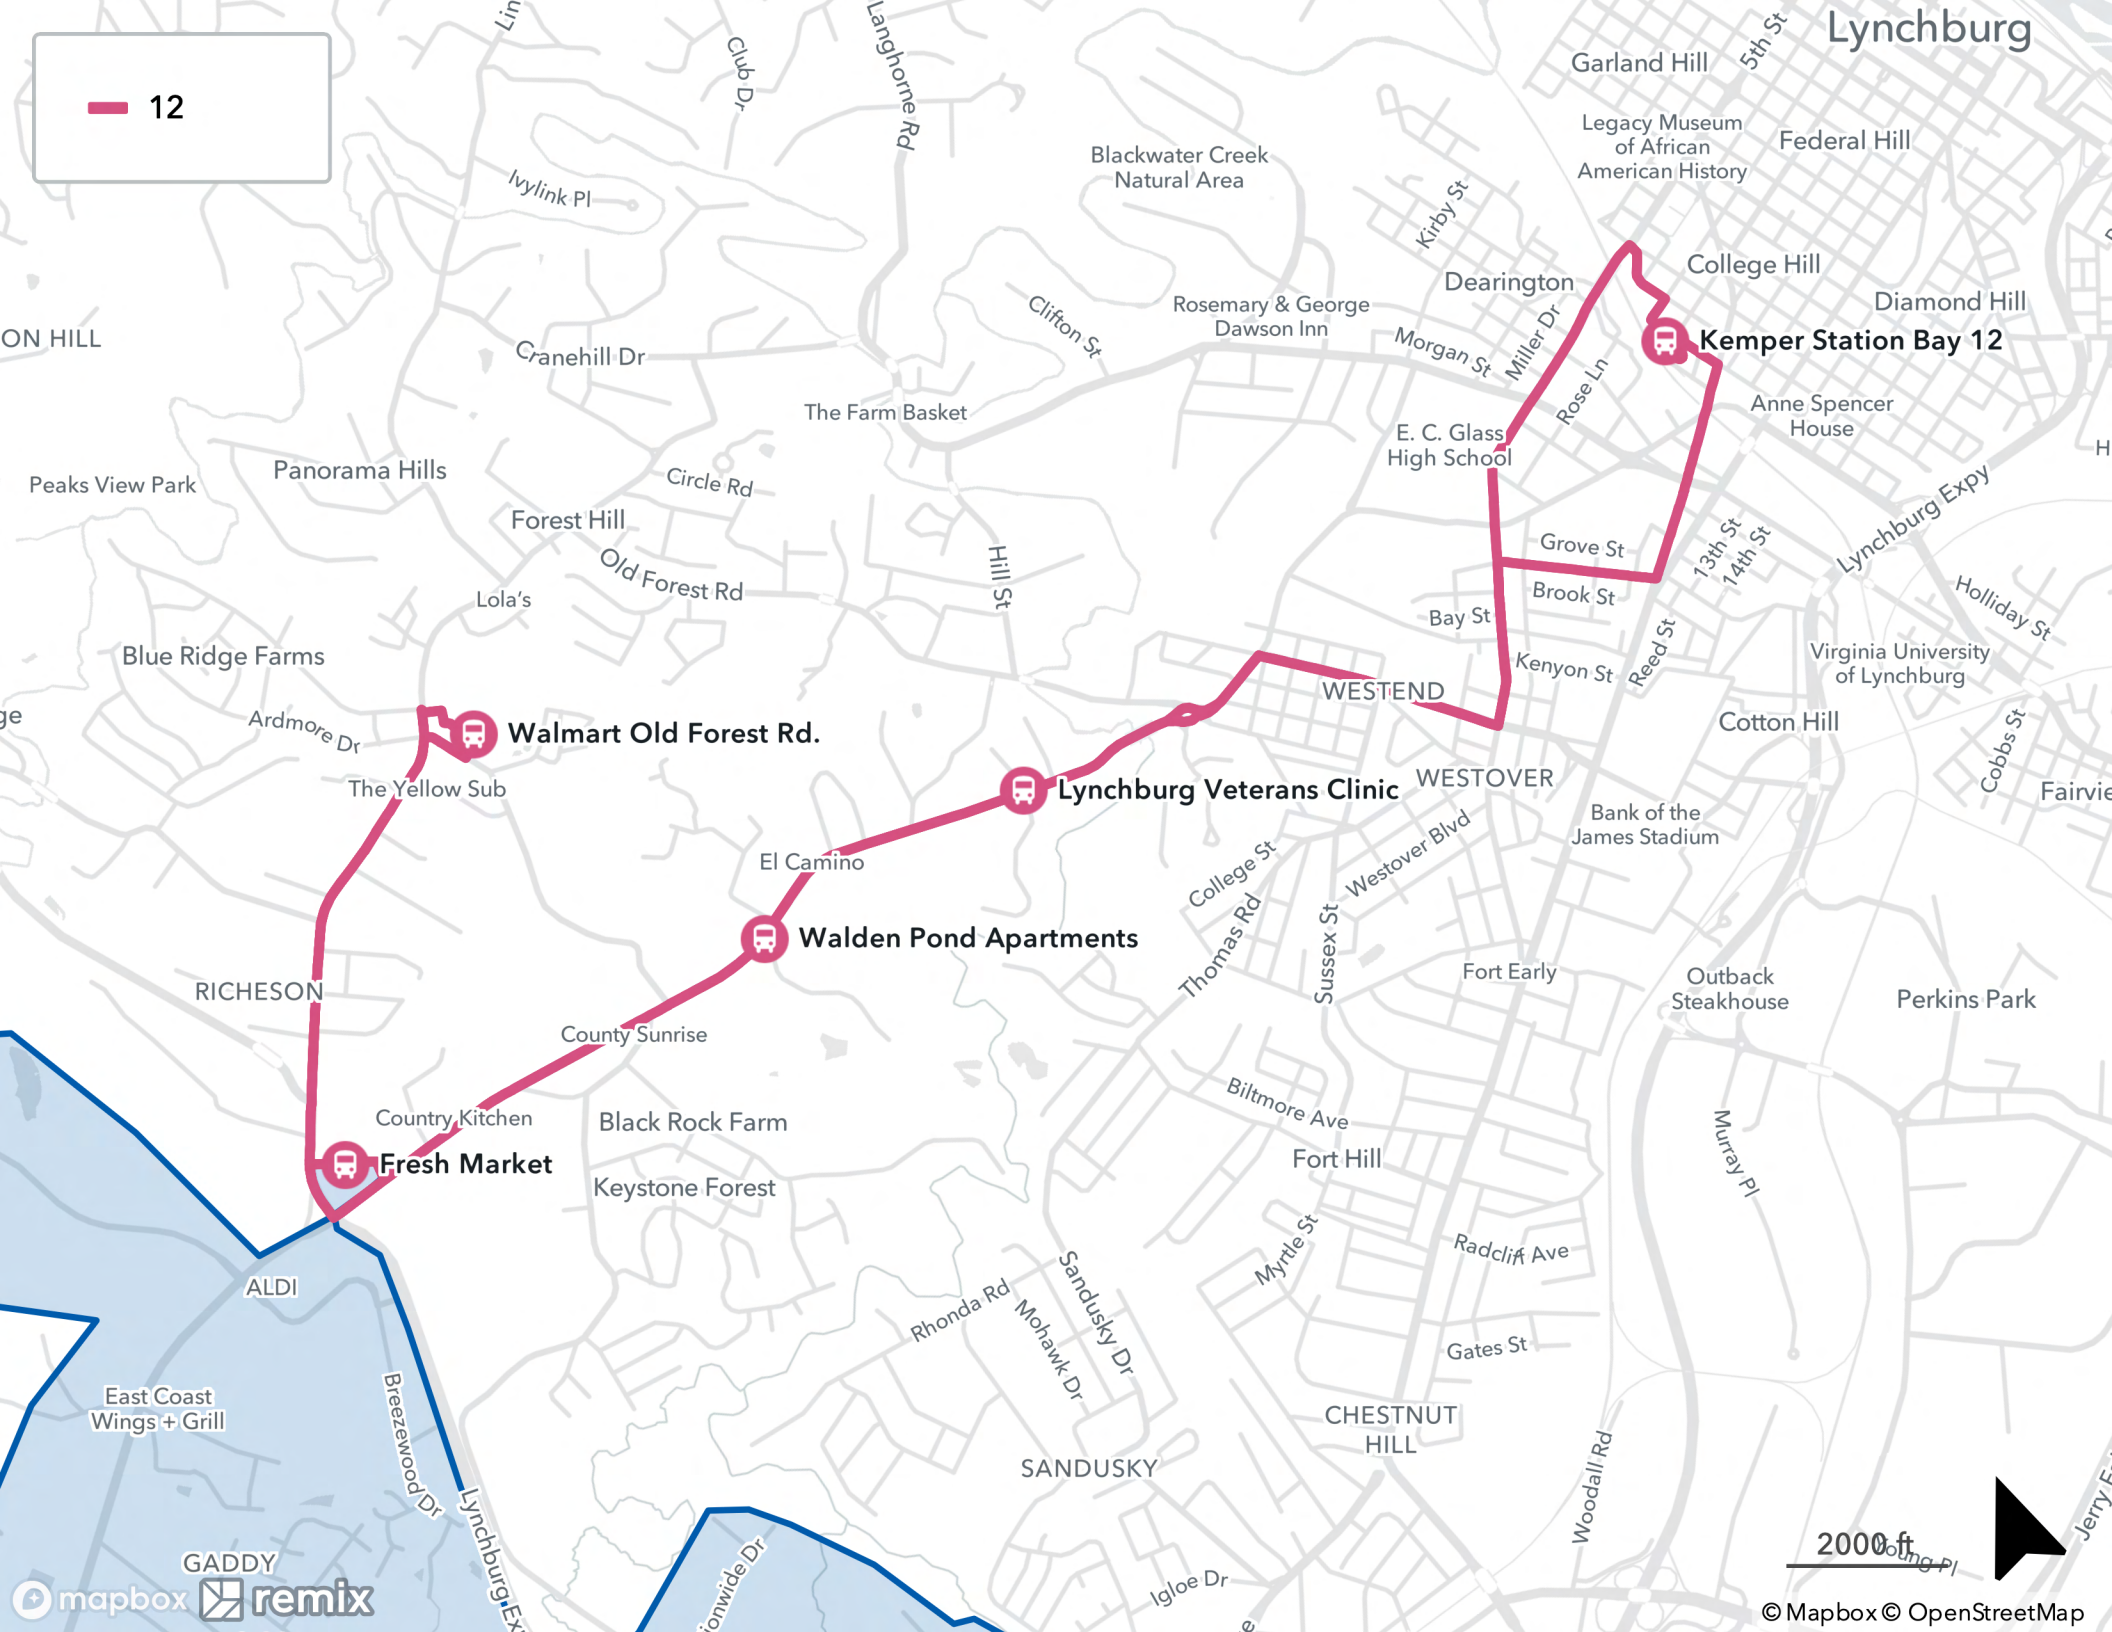 12
Lynchburg
5th St
Garland Hill
Lin
Club Dr
Langhorne Rd
Legacy Museum
of African
American History
Federal Hill
Blackwater Creek
Natural Area
Ivylink Pl
Kirby St
College Hill
Dearington
Diamond Hill
Rosemary & George
Dawson Inn
Clifton St
ON HILL
Cranehill Dr
Morgan St
Miller Dr
Kemper Station Bay 12
Rose Ln
The Farm Basket
Anne Spencer
House
E. C. Glass
High School
H
Panorama Hills
Peaks View Park
Circle Rd
Forest Hill
Lynchburg Expy
Grove St
13th St
14th St
Old Forest Rd
Hill St
Lola's
Brook St
Holliday St
Bay St
Reed St
Blue Ridge Farms
Kenyon St
Virginia University
of Lynchburg
WESTEND
ge
Ardmore Dr
Walmart Old Forest Rd.
Cotton Hill
Cobbs St
The Yellow Sub
Lynchburg Veterans Clinic
WESTOVER
Fairvie
Bank of the
James Stadium
Westover Blvd
El Camino
College St
Thomas Rd
Sussex St
Walden Pond Apartments
Fort Early
Outback
Steakhouse
Perkins Park
RICHESON
County Sunrise
Country Kitchen
Black Rock Farm
Biltmore Ave
Murray Pl
Fresh Market
Fort Hill
Keystone Forest
Myrtle St
Radcliff Ave
ALDI
Sandusky Dr
Rhonda Rd
Mohawk Dr
Gates St
Breezewood Dr
East Coast
Wings + Grill
CHESTNUT
HILL
SANDUSKY
Woodall Rd
Jerry F
Lynchburg Ex
2000 ft
Young Pl
GADDY
ionwide Dr
Igloe Dr
e
mapbox remix
© Mapbox © OpenStreetMap